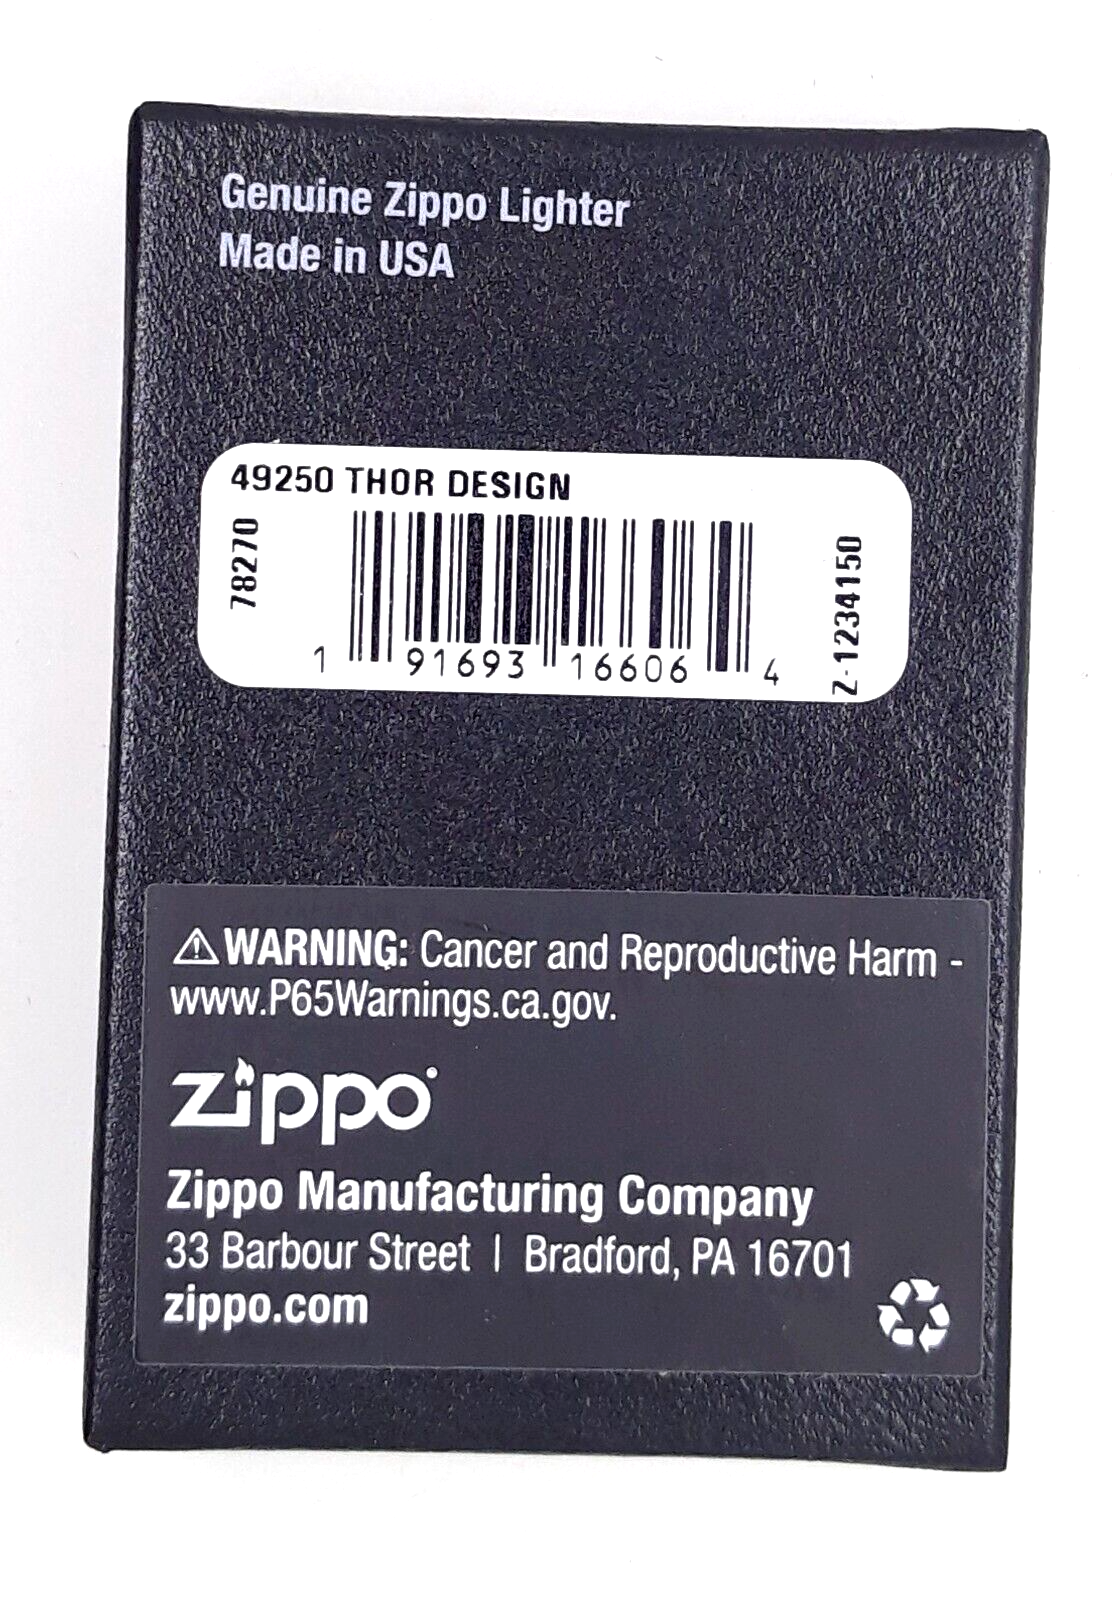 Genuine Zippo Lighter
Made in USA
49250 THOR DESIGN
78270
1 91693 16606 4
Z-1234150
⚠WARNING: Cancer and Reproductive Harm -
www.P65Warnings.ca.gov.
zippo
Zippo Manufacturing Company
33 Barbour Street | Bradford, PA 16701
zippo.com